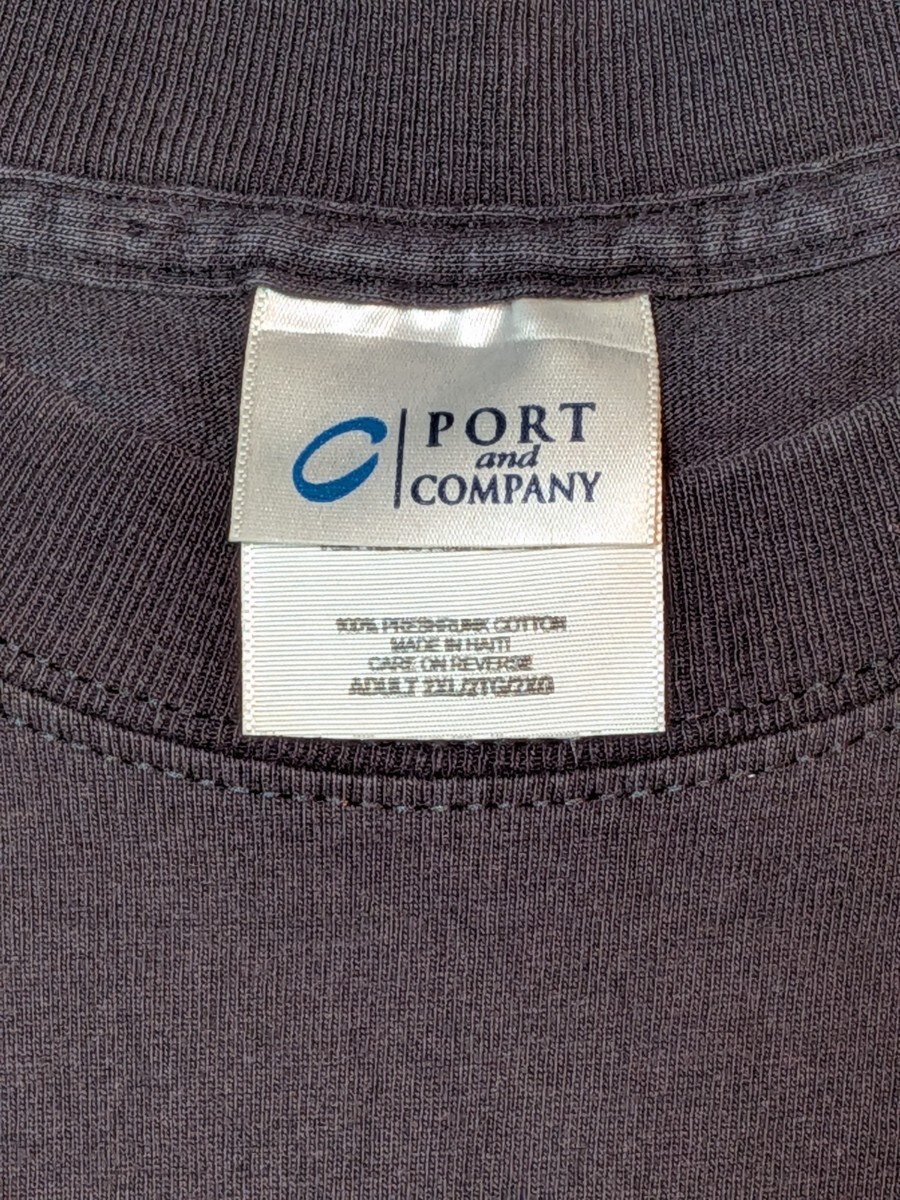 PORT
and
COMPANY
100% PRESHRUNK COTTON
MADE IN HAITI
CARE ON REVERSE
ADULT 2XL/2TG/2XG